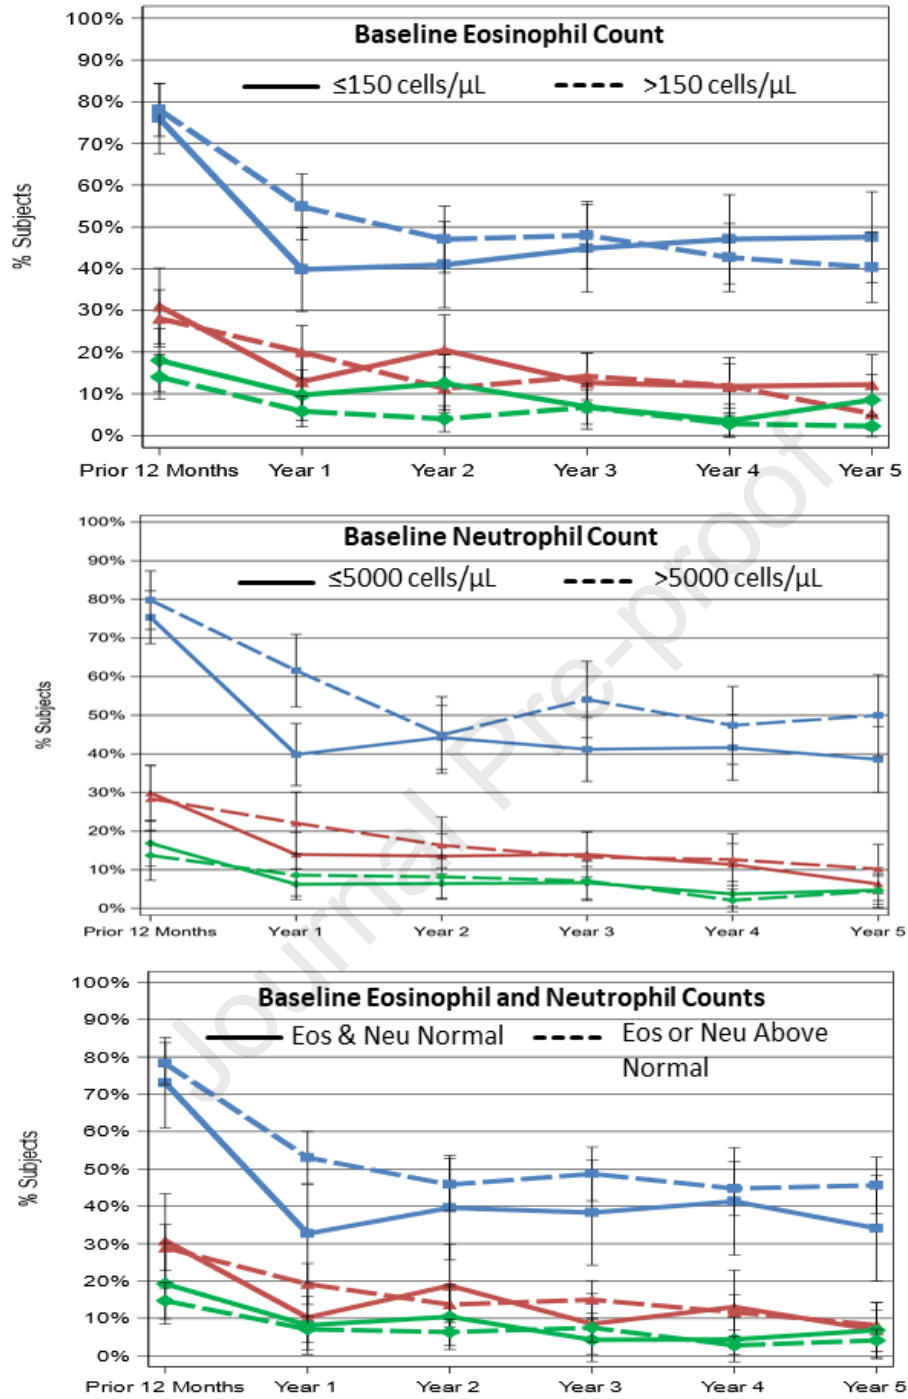 Baseline Eosinophil Count
≤150 cells/µL >150 cells/µL
% Subjects
100%
90%
80%
70%
60%
50%
40%
30%
20%
10%
0%
Prior 12 Months Year 1 Year 2 Year 3 Year 4 Year 5
Baseline Neutrophil Count
≤5000 cells/µL >5000 cells/µL
% Subjects
100%
90%
80%
70%
60%
50%
40%
30%
20%
10%
0%
Prior 12 Months Year 1 Year 2 Year 3 Year 4 Year 5
Baseline Eosinophil and Neutrophil Counts
Eos & Neu Normal Eos or Neu Above
Normal
% Subjects
100%
90%
80%
70%
60%
50%
40%
30%
20%
10%
0%
Prior 12 Months Year 1 Year 2 Year 3 Year 4 Year 5
Journal Pre-proof